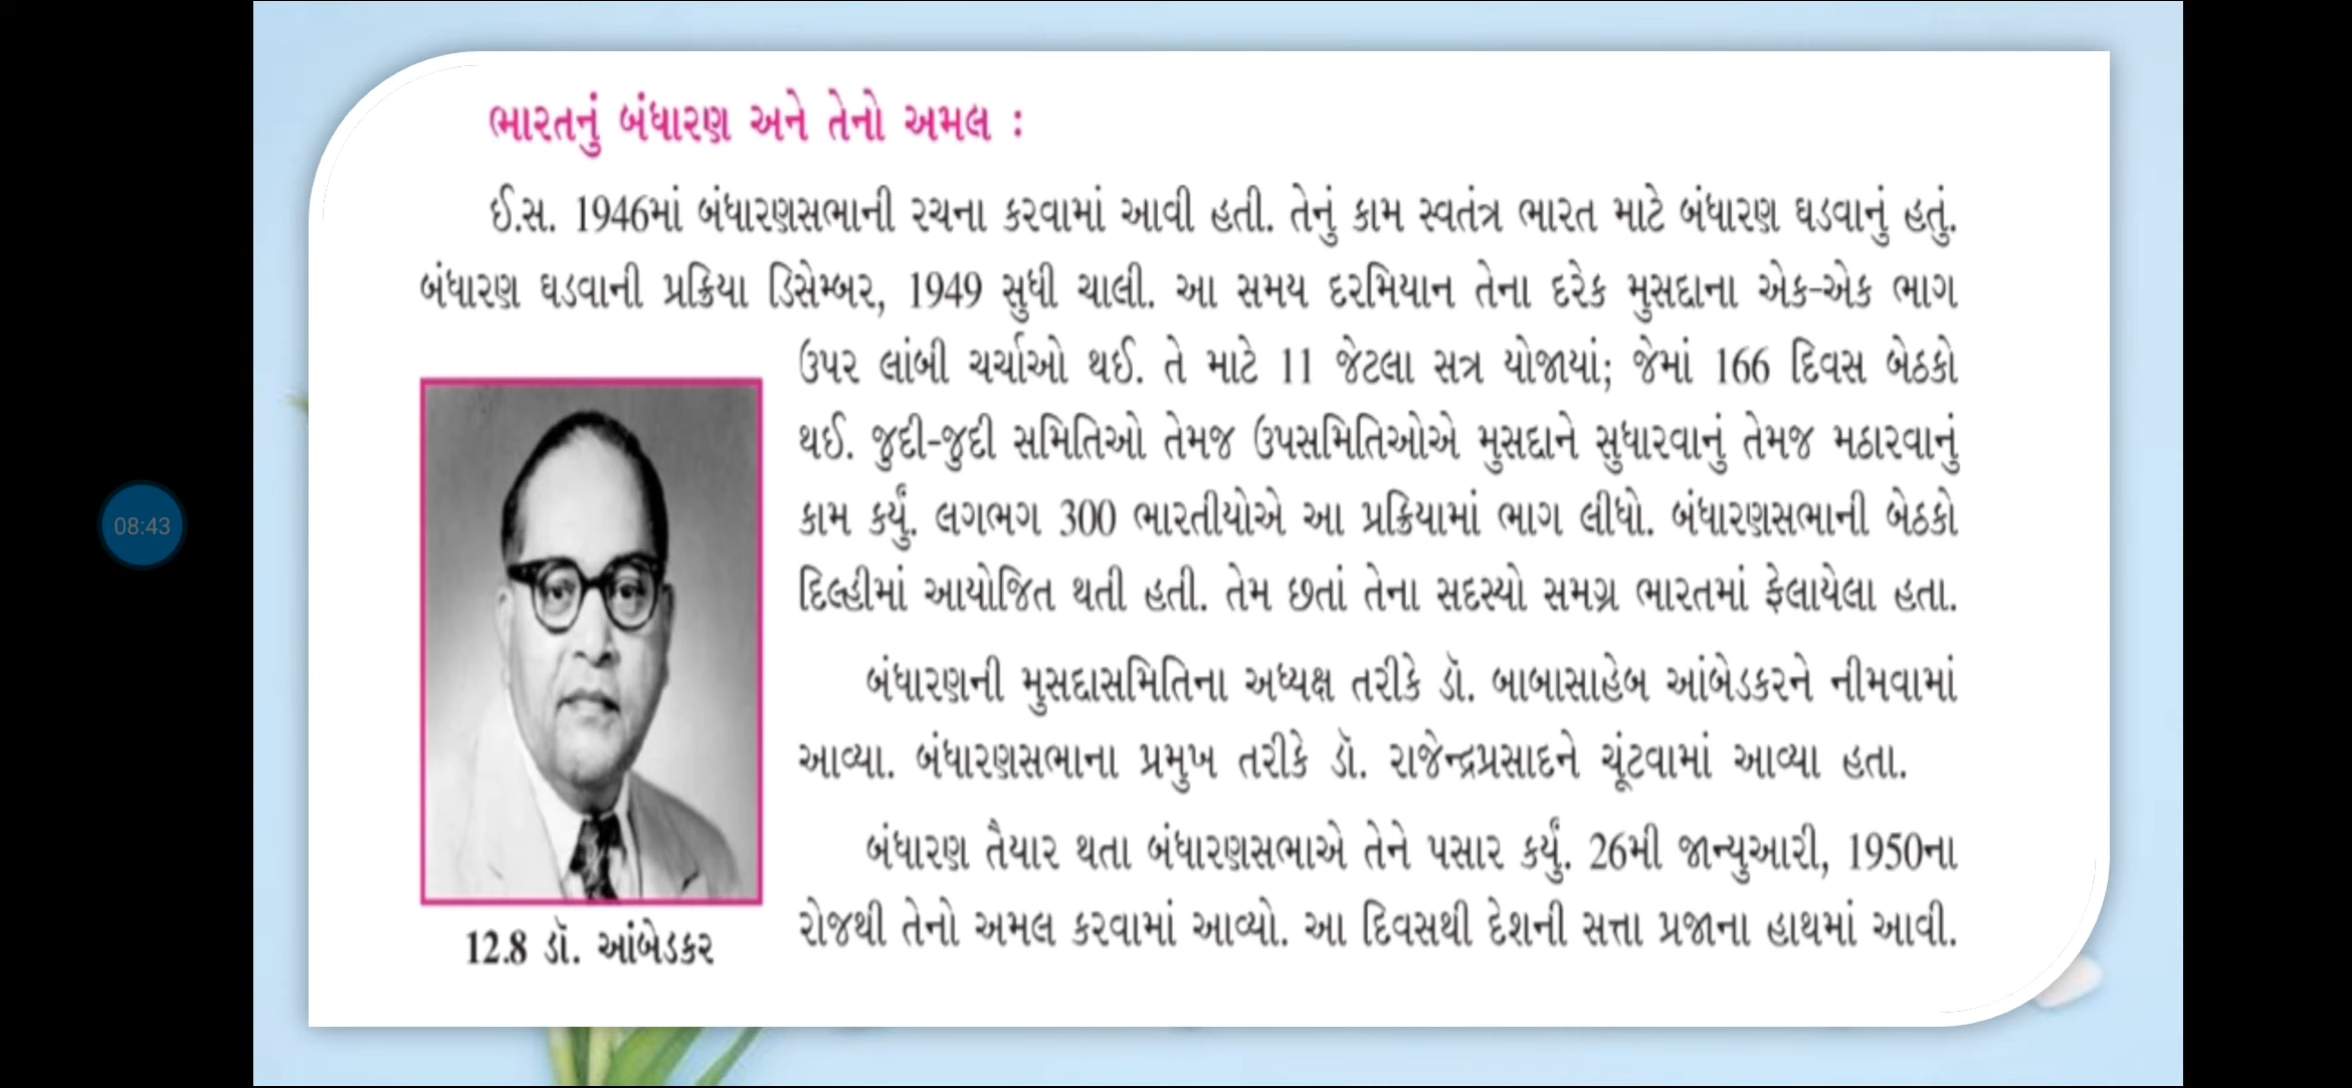 ભારતનું બંધારણ અને તેનો અમલ :
ઈ.સ. 1946માં બંધારણસભાની રચના કરવામાં આવી હતી. તેનું કામ સ્વતંત્ર ભારત માટે બંધારણ ઘડવાનું હતું.
બંધારણ ઘડવાની પ્રક્રિયા ડિસેમ્બર, 1949 સુધી ચાલી. આ સમય દરમિયાન તેના દરેક મુસદ્દાના એક-એક ભાગ
ઉપર લાંબી ચર્ચાઓ થઈ. તે માટે 11 જેટલા સત્ર યોજાયાં; જેમાં 166 દિવસ બેઠકો
થઈ. જુદી-જુદી સમિતિઓ તેમજ ઉપસમિતિઓએ મુસદ્દાને સુધારવાનું તેમજ મઠારવાનું
કામ કર્યું. લગભગ 300 ભારતીયોએ આ પ્રક્રિયામાં ભાગ લીધો. બંધારણસભાની બેઠકો
દિલ્હીમાં આયોજિત થતી હતી. તેમ છતાં તેના સદસ્યો સમગ્ર ભારતમાં ફેલાયેલા હતા.
બંધારણની મુસદ્દાસમિતિના અધ્યક્ષ તરીકે ડૉ. બાબાસાહેબ આંબેડકરને નીમવામાં
આવ્યા. બંધારણસભાના પ્રમુખ તરીકે ડૉ. રાજેન્દ્રપ્રસાદને ચૂંટવામાં આવ્યા હતા.
બંધારણ તૈયાર થતા બંધારણસભાએ તેને પસાર કર્યું. 26મી જાન્યુઆરી, 1950ના
રોજથી તેનો અમલ કરવામાં આવ્યો. આ દિવસથી દેશની સત્તા પ્રજાના હાથમાં આવી.
12.8 ડૉ. આંબેડકર
08:43